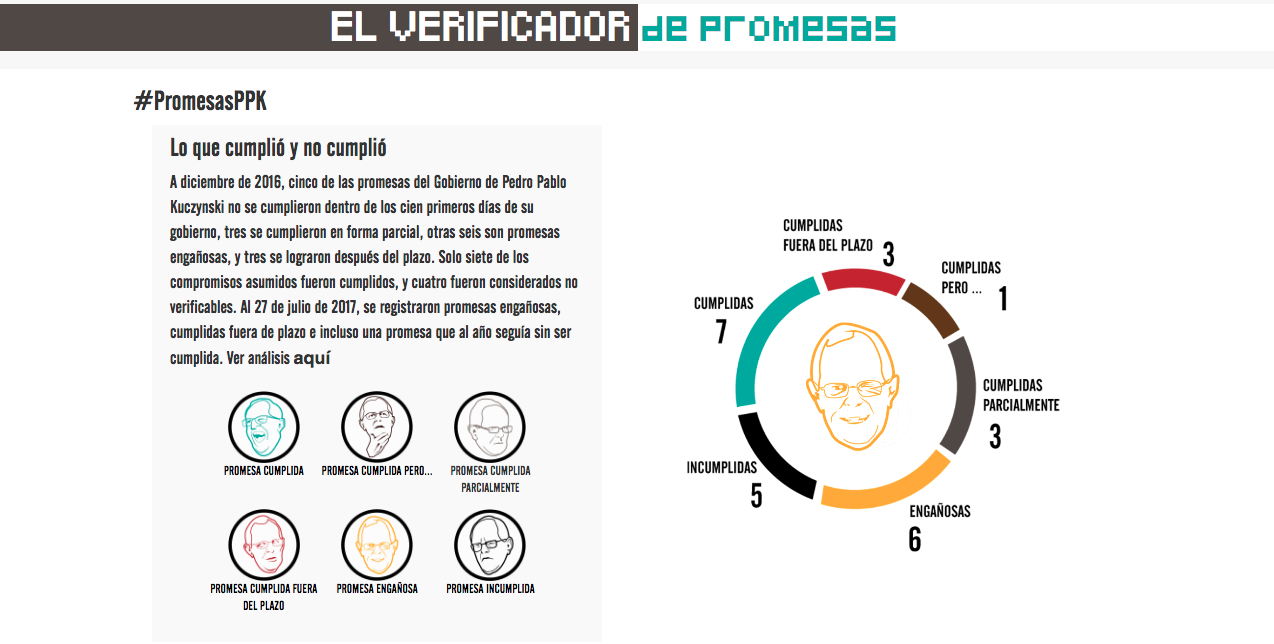 EL VERIFICADOR de promesas
#PromesasPPK
Lo que cumplió y no cumplió
A diciembre de 2016, cinco de las promesas del Gobierno de Pedro Pablo
Kuczynski no se cumplieron dentro de los cien primeros días de su
gobierno, tres se cumplieron en forma parcial, otras seis son promesas
engañosas, y tres se lograron después del plazo. Solo siete de los
compromisos asumidos fueron cumplidos, y cuatro fueron considerados no
verificables. Al 27 de julio de 2017, se registraron promesas engañosas,
cumplidas fuera de plazo e incluso una promesa que al año seguía sin ser
cumplida. Ver análisis aquí
PROMESA CUMPLIDA
PROMESA CUMPLIDA PERO...
PROMESA CUMPLIDA
PARCIALMENTE
PROMESA CUMPLIDA FUERA
DEL PLAZO
PROMESA ENGAÑOSA
PROMESA INCUMPLIDA
CUMPLIDAS
FUERA DEL PLAZO 3
CUMPLIDAS
PERO ... 1
CUMPLIDAS
7
CUMPLIDAS
PARCIALMENTE
3
INCUMPLIDAS
5
ENGAÑOSAS
6